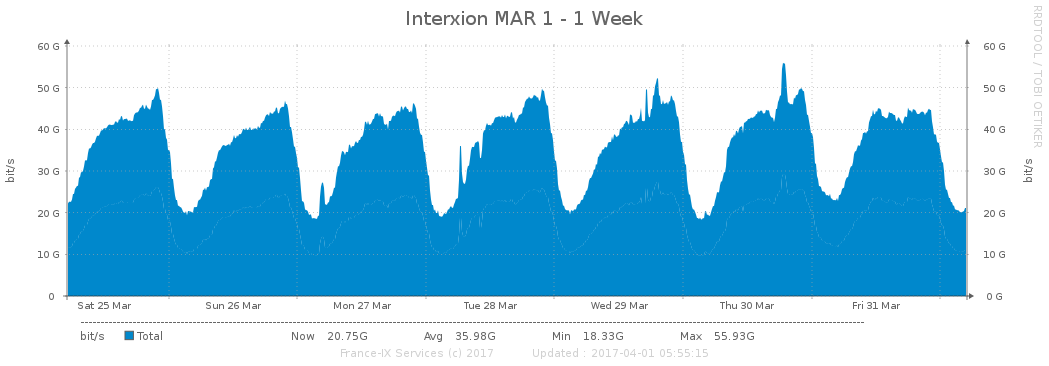 Interxion MAR 1 - 1 Week
RRDTOOL / TOBI OETIKER
60 G 60 G
50 G 50 G
40 G 40 G
30 G 30 G
20 G 20 G
10 G 10 G
0 0 G
bit/s
bit/s
Sat 25 Mar Sun 26 Mar Mon 27 Mar Tue 28 Mar Wed 29 Mar Thu 30 Mar Fri 31 Mar
bit/s Total Now 20.75G Avg 35.98G Min 18.33G Max 55.93G
France-IX Services (c) 2017 Updated : 2017-04-01 05:55:15